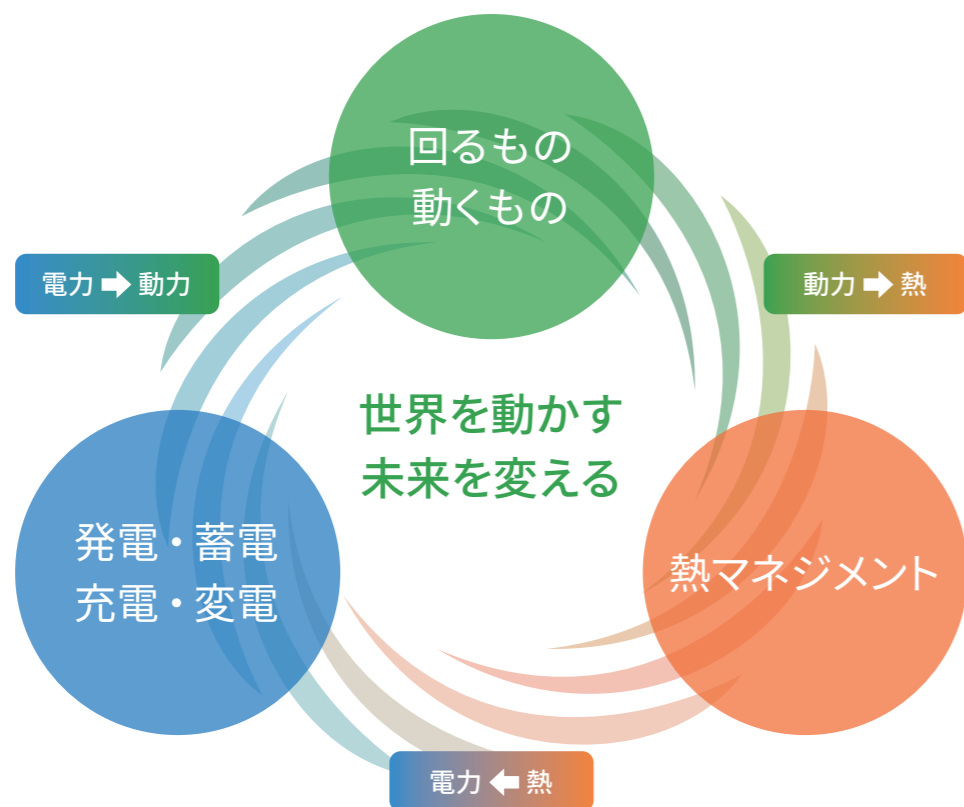 回るもの
動くもの
電力 ➡ 動力
動力 ➡ 熱
世界を動かす
未来を変える
発電・蓄電
充電・変電
熱マネジメント
電力 ⬅ 熱